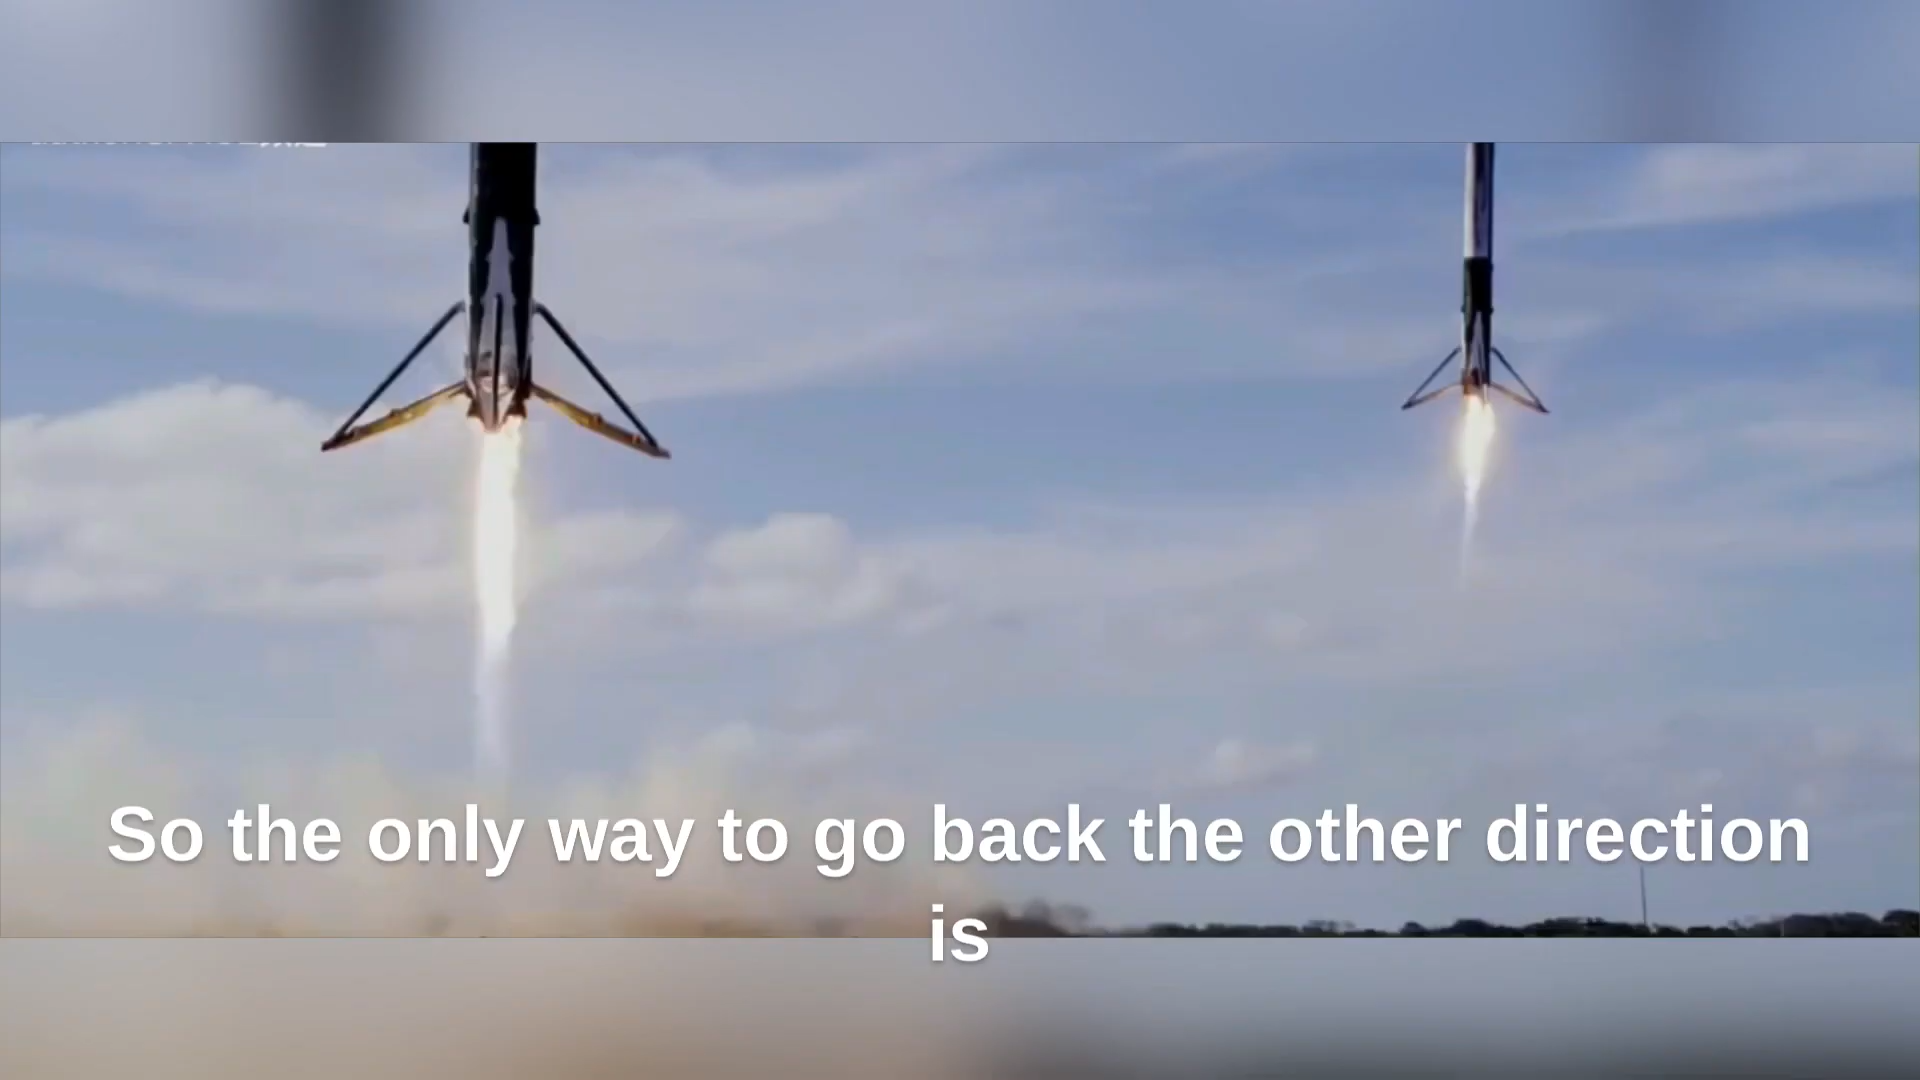 So the only way to go back the other direction
is